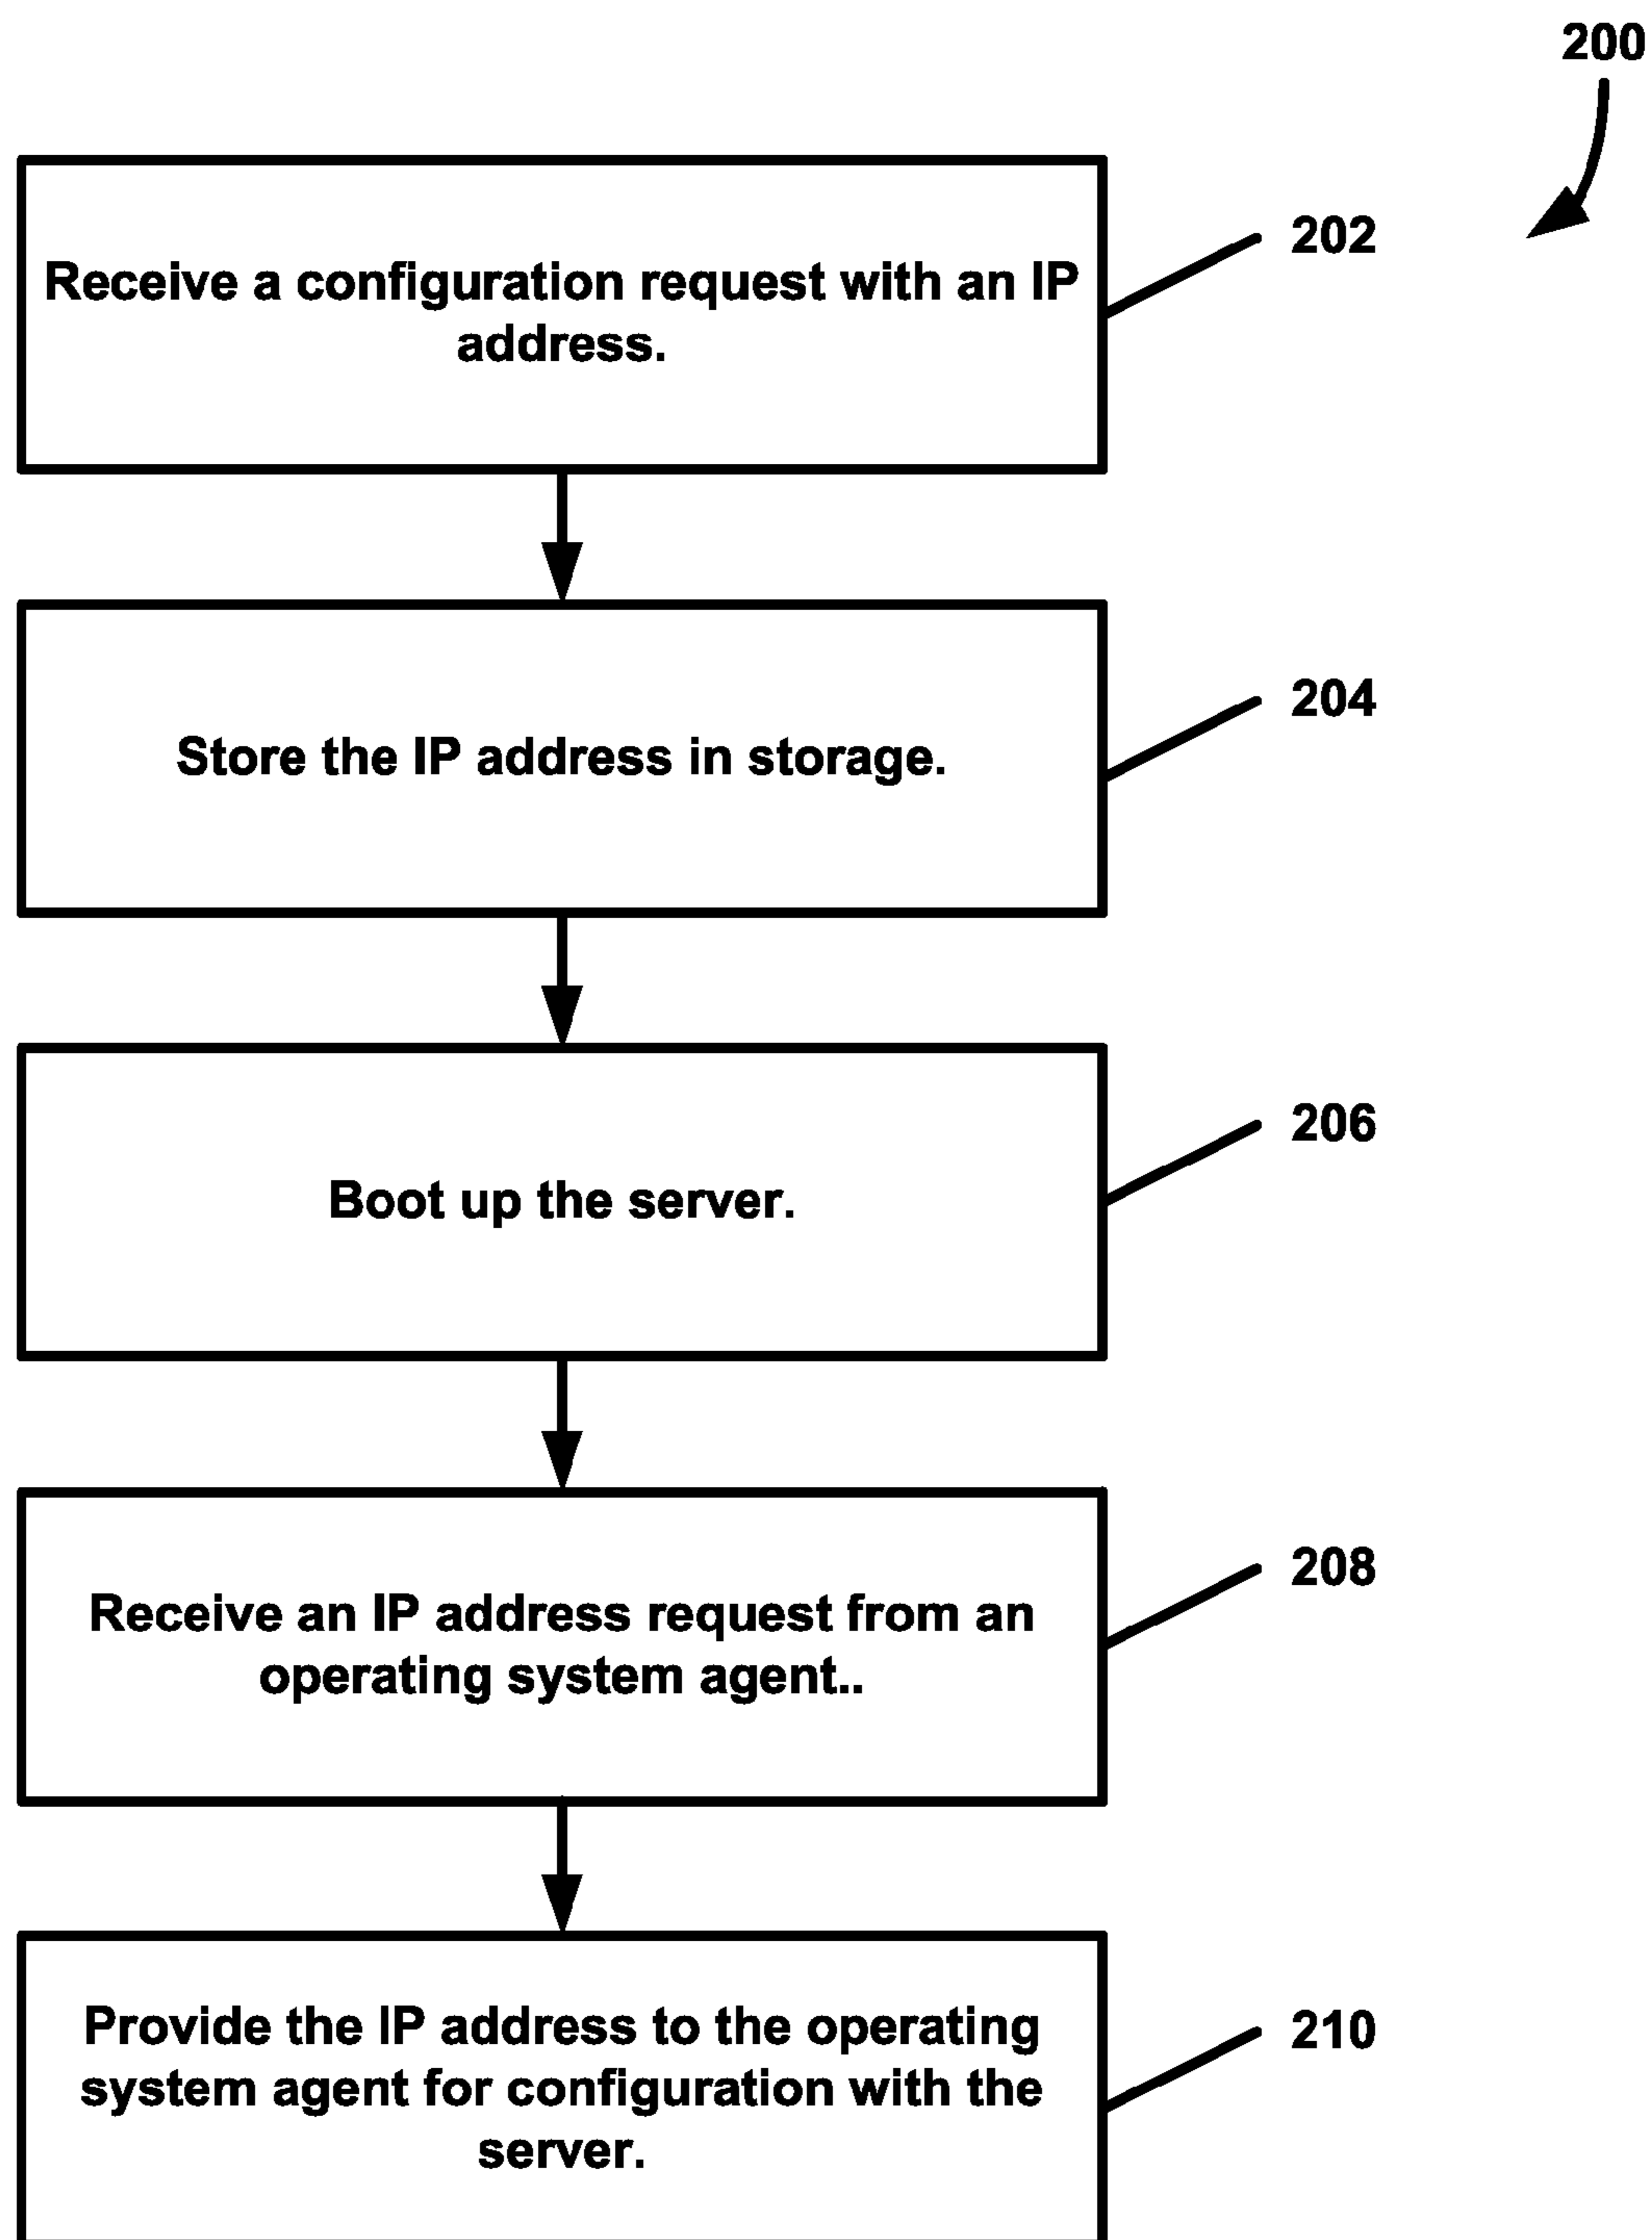 200
202
Receive a configuration request with an IP
address.
204
Store the IP address in storage.
206
Boot up the server.
208
Receive an IP address request from an
operating system agent..
210
Provide the IP address to the operating
system agent for configuration with the
server.